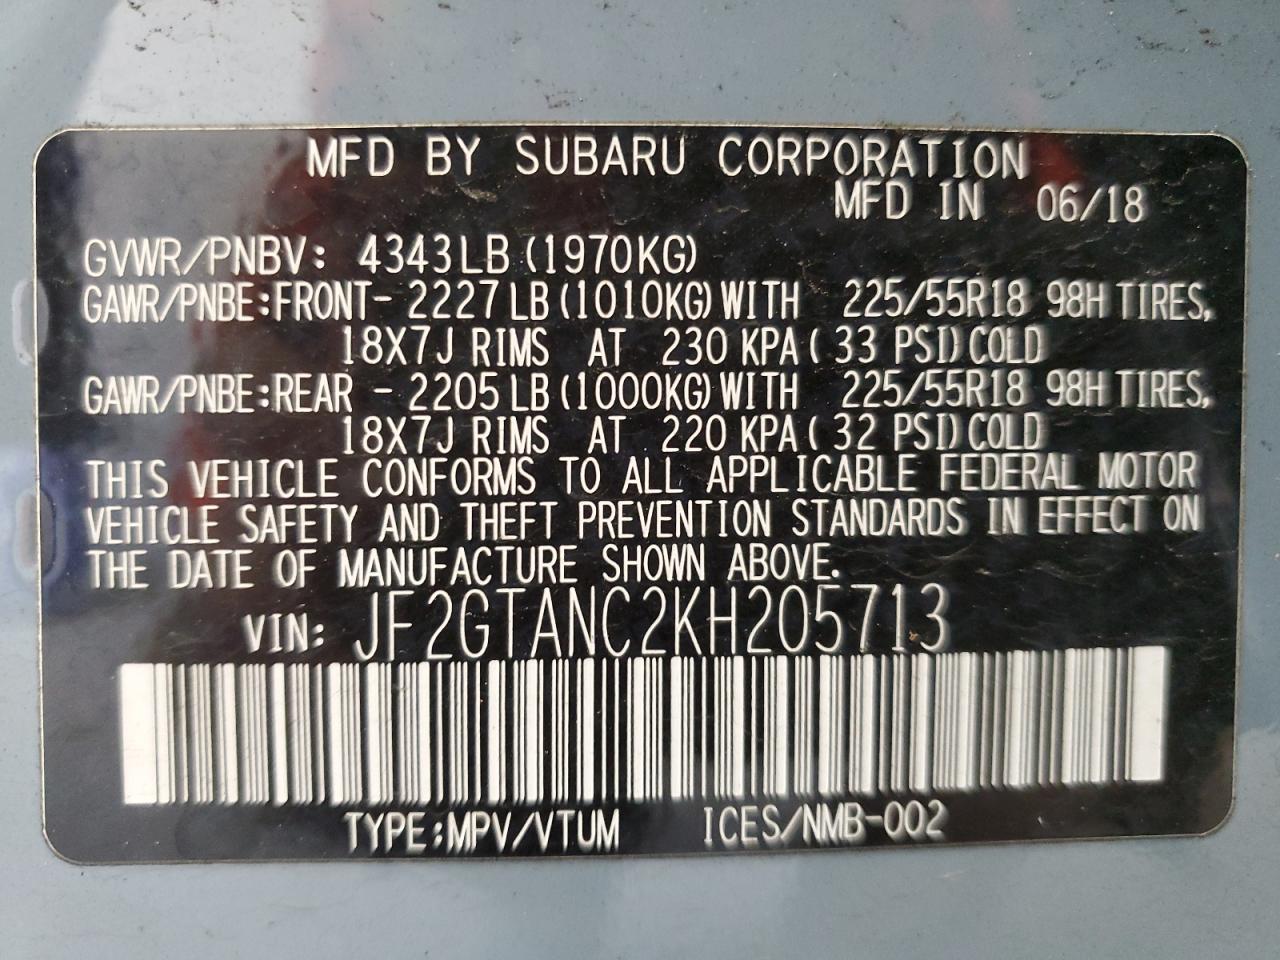 MFD BY SUBARU CORPORATION
MFD IN 06/18
GVWR/PNBV: 4343LB (1970KG)
GAWR/PNBE:FRONT- 2227LB (1010KG) WITH 225/55R18 98H TIRES,
18X7J RIMS AT 230 KPA ( 33 PSI) COLD
GAWR/PNBE:REAR - 2205LB (1000KG) WITH 225/55R18 98H TIRES,
18X7J RIMS AT 220 KPA ( 32 PSI) COLD
THIS VEHICLE CONFORMS TO ALL APPLICABLE FEDERAL MOTOR
VEHICLE SAFETY AND THEFT PREVENTION STANDARDS IN EFFECT ON
THE DATE OF MANUFACTURE SHOWN ABOVE.
VIN: JF2GTANC2KH205713
TYPE:MPV/VTUM ICES/NMB-002